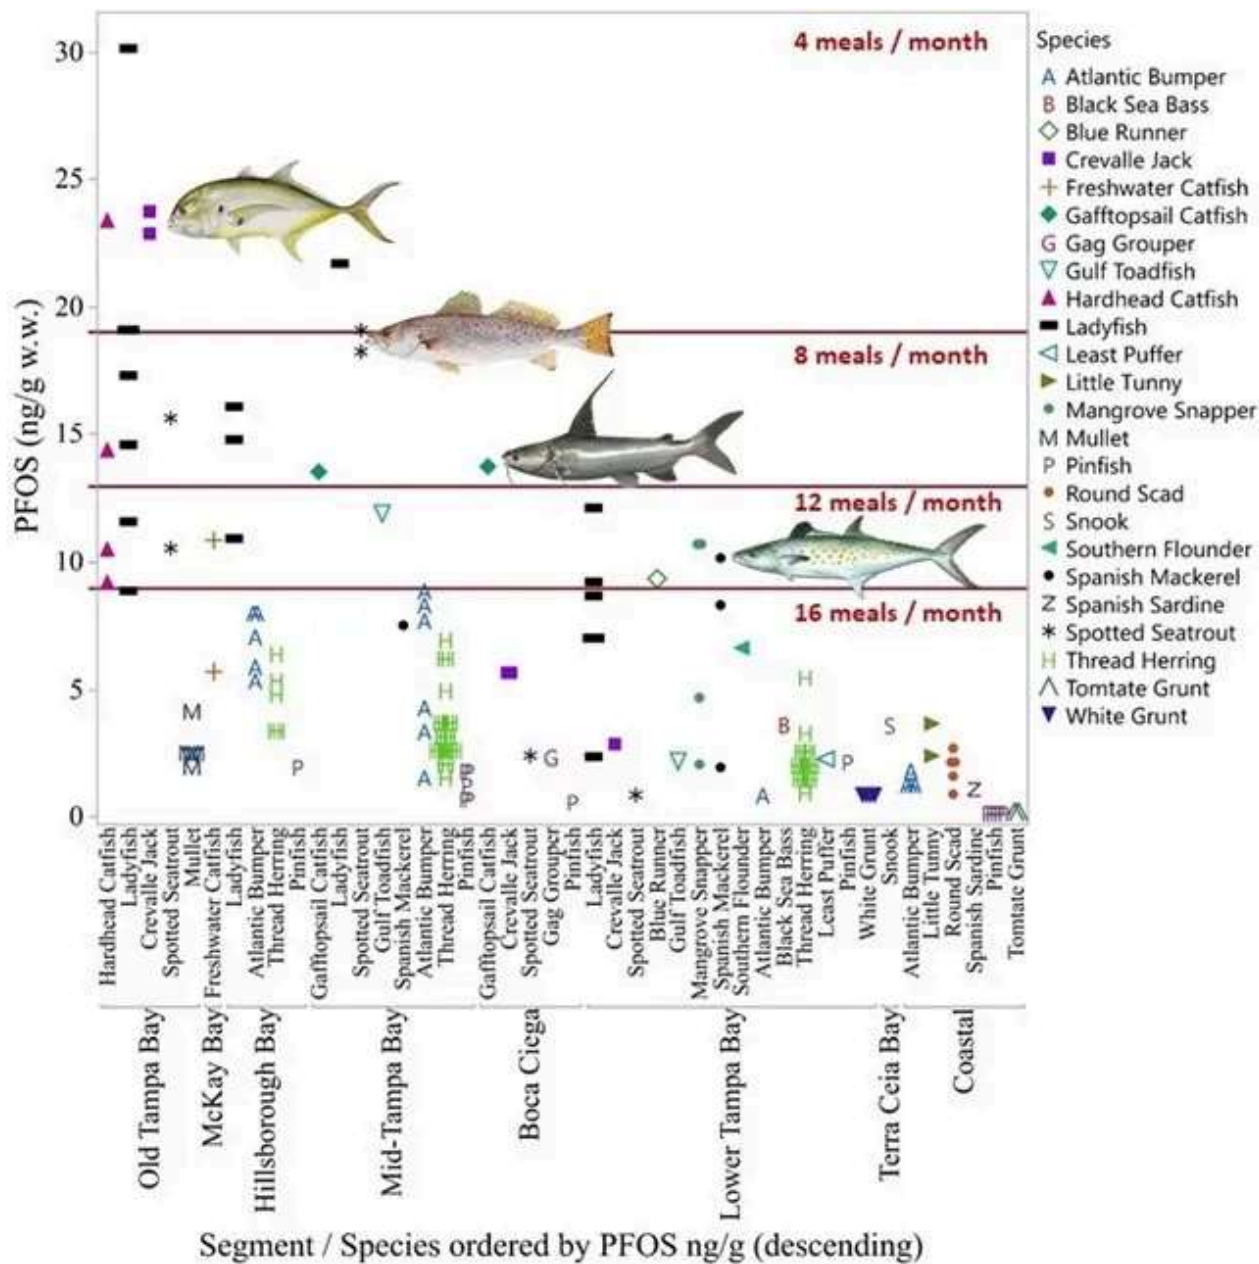 PFOS (ng/g w.w.)
30
25
20
15
10
5
0
4 meals / month
8 meals / month
12 meals / month
16 meals / month
Species
A Atlantic Bumper
B Black Sea Bass
Blue Runner
Crevalle Jack
Freshwater Catfish
Gafftopsail Catfish
G Gag Grouper
Gulf Toadfish
Hardhead Catfish
Ladyfish
Least Puffer
Little Tunny
Mangrove Snapper
M Mullet
P Pinfish
Round Scad
S Snook
Southern Flounder
Spanish Mackerel
Z Spanish Sardine
Spotted Seatrout
H Thread Herring
Tomtate Grunt
White Grunt
Hardhead Catfish
Ladyfish
Crevalle Jack
Spotted Seatrout
Mullet
Freshwater Catfish
Ladyfish
Atlantic Bumper
Thread Herring
Pinfish
Gafftopsail Catfish
Ladyfish
Spotted Seatrout
Gulf Toadfish
Spanish Mackerel
Atlantic Bumper
Thread Herring
Pinfish
Gafftopsail Catfish
Crevalle Jack
Spotted Seatrout
Gag Grouper
Pinfish
Ladyfish
Crevalle Jack
Spotted Seatrout
Blue Runner
Gulf Toadfish
Mangrove Snapper
Spanish Mackerel
Southern Flounder
Atlantic Bumper
Black Sea Bass
Thread Herring
Least Puffer
Pinfish
White Grunt
Snook
Atlantic Bumper
Little Tunny
Round Scad
Spanish Sardine
Pinfish
Tomtate Grunt
Old Tampa Bay
McKay Bay
Hillsborough Bay
Mid-Tampa Bay
Boca Ciega
Lower Tampa Bay
Terra Ceia Bay
Coastal
Segment / Species ordered by PFOS ng/g (descending)